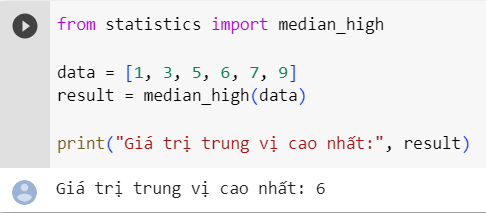 from statistics import median_high
data = [1, 3, 5, 6, 7, 9]
result = median_high(data)
print("Giá trị trung vị cao nhất:", result)
Giá trị trung vị cao nhất: 6